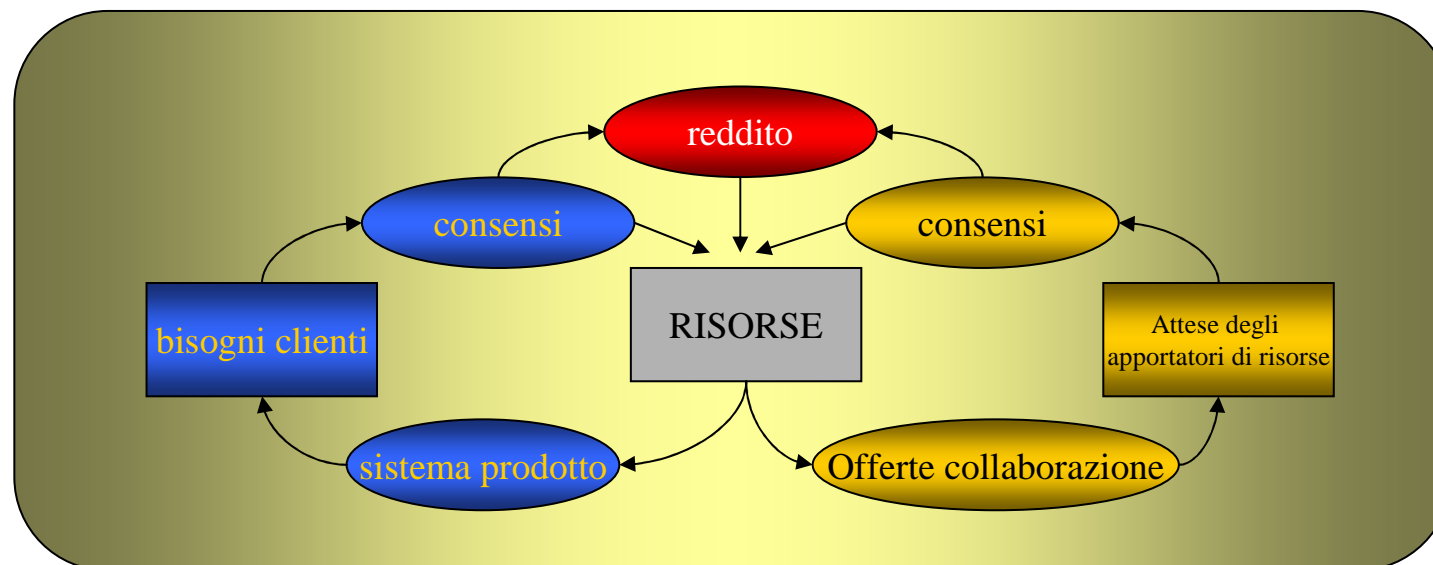 reddito
consensi
consensi
RISORSE
bisogni clienti
Attese degli
apportatori di risorse
sistema prodotto
Offerte collaborazione